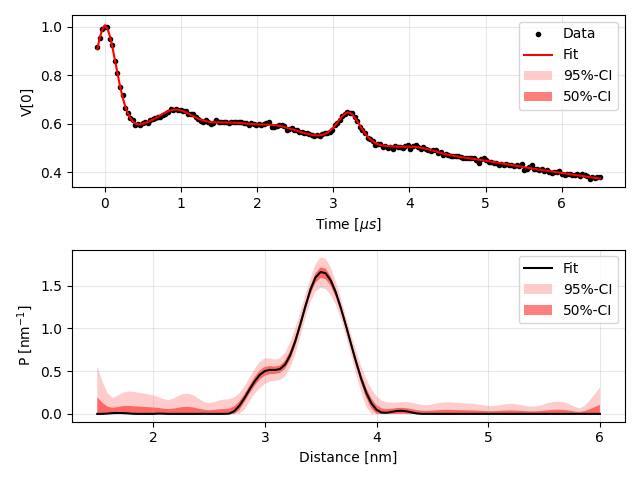 1.0
0.8
0.6
0.4
V[0]
Data
Fit
95%-CI
50%-CI
0 1 2 3 4 5 6
Time [μs]
1.5
1.0
0.5
0.0
P [nm⁻¹]
Fit
95%-CI
50%-CI
2 3 4 5 6
Distance [nm]